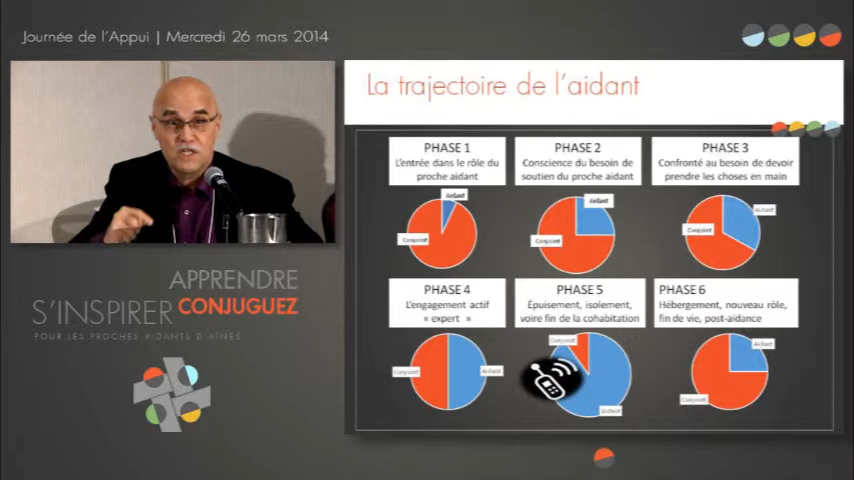 Journée de l'Appui | Mercredi 26 mars 2014
La trajectoire de l'aidant
PHASE 1
L'entrée dans le rôle du
proche aidant
Aidant
Conjoint
PHASE 2
Conscience du besoin de
soutien du proche aidant
Aidant
Conjoint
PHASE 3
Confronté au besoin de devoir
prendre les choses en main
Aidant
Conjoint
PHASE 4
L'engagement actif
« expert »
Conjoint
Aidant
PHASE 5
Épuisement, isolement,
voire fin de la cohabitation
Conjoint
Aidant
PHASE 6
Hébergement, nouveau rôle,
fin de vie, post-aidance
Aidant
Conjoint
APPRENDRE
S'INSPIRER CONJUGUEZ
POUR LES PROCHES AIDANTS D'AÎNÉS